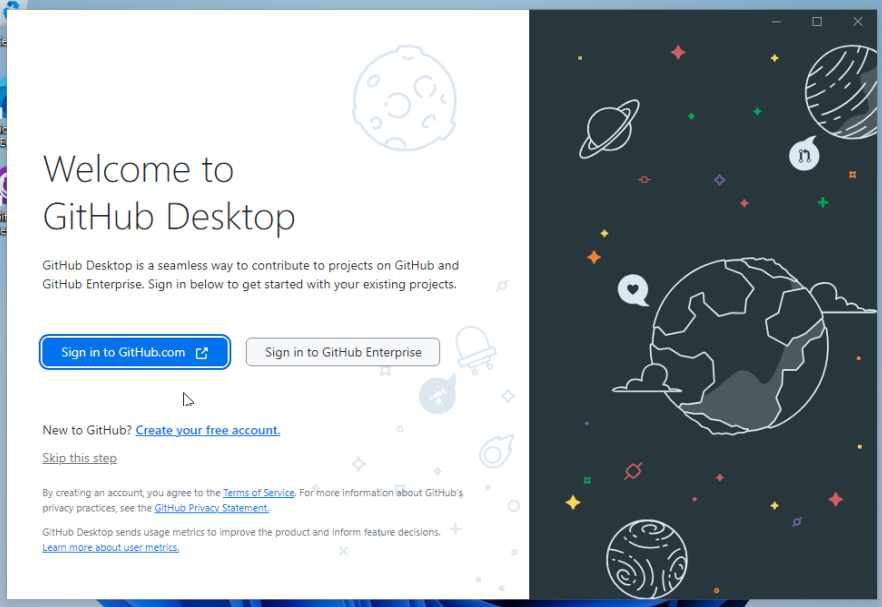 Welcome to
GitHub Desktop
GitHub Desktop is a seamless way to contribute to projects on GitHub and
GitHub Enterprise. Sign in below to get started with your existing projects.
Sign in to GitHub.com
Sign in to GitHub Enterprise
New to GitHub? Create your free account.
Skip this step
By creating an account, you agree to the Terms of Service. For more information about GitHub's
privacy practices, see the GitHub Privacy Statement.
GitHub Desktop sends usage metrics to improve the product and inform feature decisions.
Learn more about user metrics.